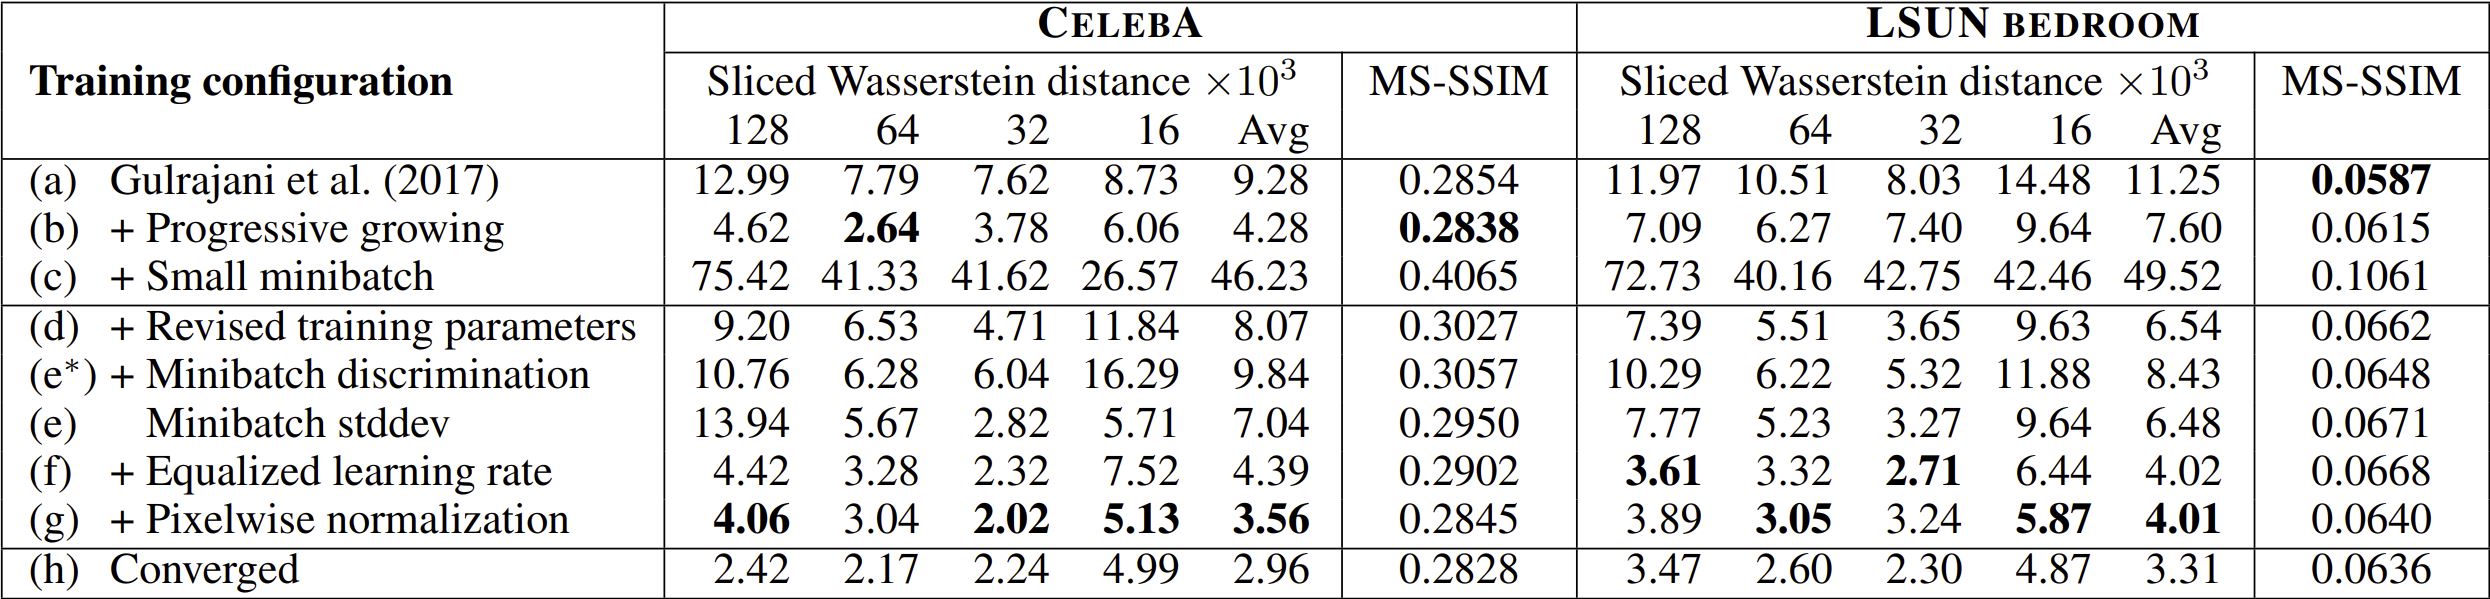 CELEBA LSUN BEDROOM
Training configuration Sliced Wasserstein distance ×10³ MS-SSIM Sliced Wasserstein distance ×10³ MS-SSIM
128 64 32 16 Avg 128 64 32 16 Avg
(a) Gulrajani et al. (2017) 12.99 7.79 7.62 8.73 9.28 0.2854 11.97 10.51 8.03 14.48 11.25 0.0587
(b) + Progressive growing 4.62 2.64 3.78 6.06 4.28 0.2838 7.09 6.27 7.40 9.64 7.60 0.0615
(c) + Small minibatch 75.42 41.33 41.62 26.57 46.23 0.4065 72.73 40.16 42.75 42.46 49.52 0.1061
(d) + Revised training parameters 9.20 6.53 4.71 11.84 8.07 0.3027 7.39 5.51 3.65 9.63 6.54 0.0662
(e*) + Minibatch discrimination 10.76 6.28 6.04 16.29 9.84 0.3057 10.29 6.22 5.32 11.88 8.43 0.0648
(e) Minibatch stddev 13.94 5.67 2.82 5.71 7.04 0.2950 7.77 5.23 3.27 9.64 6.48 0.0671
(f) + Equalized learning rate 4.42 3.28 2.32 7.52 4.39 0.2902 3.61 3.32 2.71 6.44 4.02 0.0668
(g) + Pixelwise normalization 4.06 3.04 2.02 5.13 3.56 0.2845 3.89 3.05 3.24 5.87 4.01 0.0640
(h) Converged 2.42 2.17 2.24 4.99 2.96 0.2828 3.47 2.60 2.30 4.87 3.31 0.0636